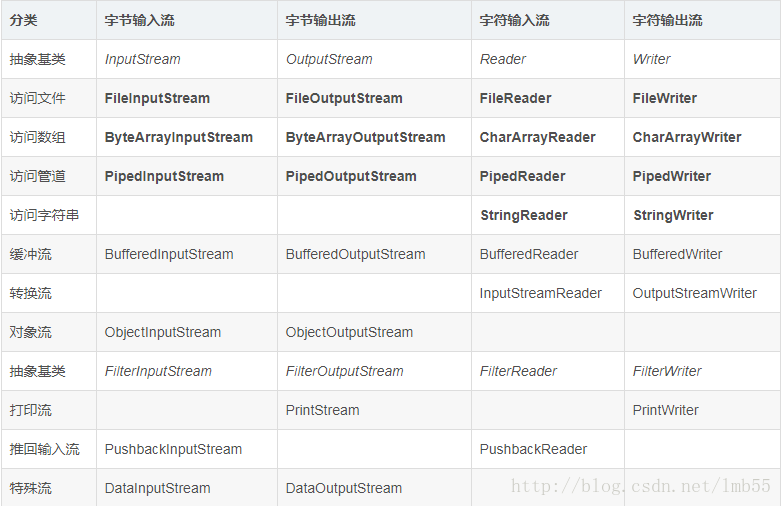 分类 字节输入流 字节输出流 字符输入流 字符输出流
抽象基类 InputStream OutputStream Reader Writer
访问文件 FileInputStream FileOutputStream FileReader FileWriter
访问数组 ByteArrayInputStream ByteArrayOutputStream CharArrayReader CharArrayWriter
访问管道 PipedInputStream PipedOutputStream PipedReader PipedWriter
访问字符串 StringReader StringWriter
缓冲流 BufferedInputStream BufferedOutputStream BufferedReader BufferedWriter
转换流 InputStreamReader OutputStreamWriter
对象流 ObjectInputStream ObjectOutputStream
抽象基类 FilterInputStream FilterOutputStream FilterReader FilterWriter
打印流 PrintStream PrintWriter
推回输入流 PushbackInputStream PushbackReader
特殊流 DataInputStream DataOutputStream
http://blog.csdn.net/lmb55